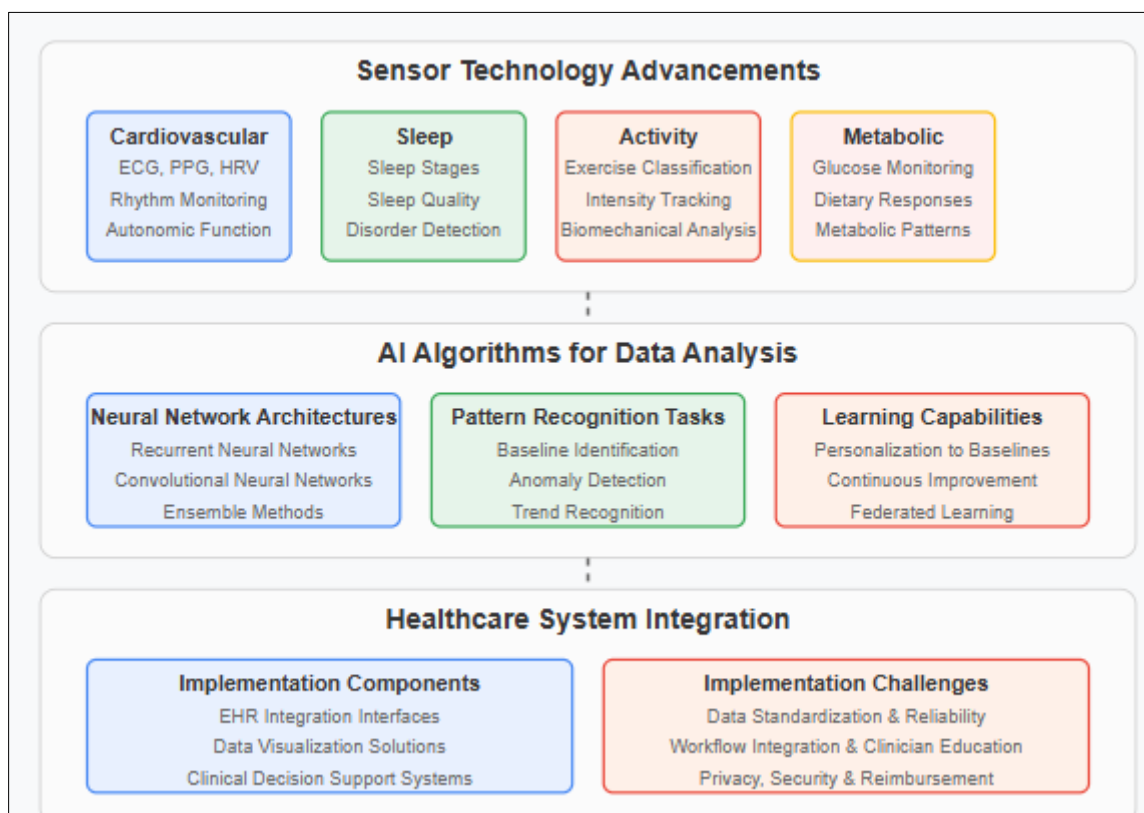 Sensor Technology Advancements
Cardiovascular
ECG, PPG, HRV
Rhythm Monitoring
Autonomic Function
Sleep
Sleep Stages
Sleep Quality
Disorder Detection
Activity
Exercise Classification
Intensity Tracking
Biomechanical Analysis
Metabolic
Glucose Monitoring
Dietary Responses
Metabolic Patterns
AI Algorithms for Data Analysis
Neural Network Architectures
Recurrent Neural Networks
Convolutional Neural Networks
Ensemble Methods
Pattern Recognition Tasks
Baseline Identification
Anomaly Detection
Trend Recognition
Learning Capabilities
Personalization to Baselines
Continuous Improvement
Federated Learning
Healthcare System Integration
Implementation Components
EHR Integration Interfaces
Data Visualization Solutions
Clinical Decision Support Systems
Implementation Challenges
Data Standardization & Reliability
Workflow Integration & Clinician Education
Privacy, Security & Reimbursement